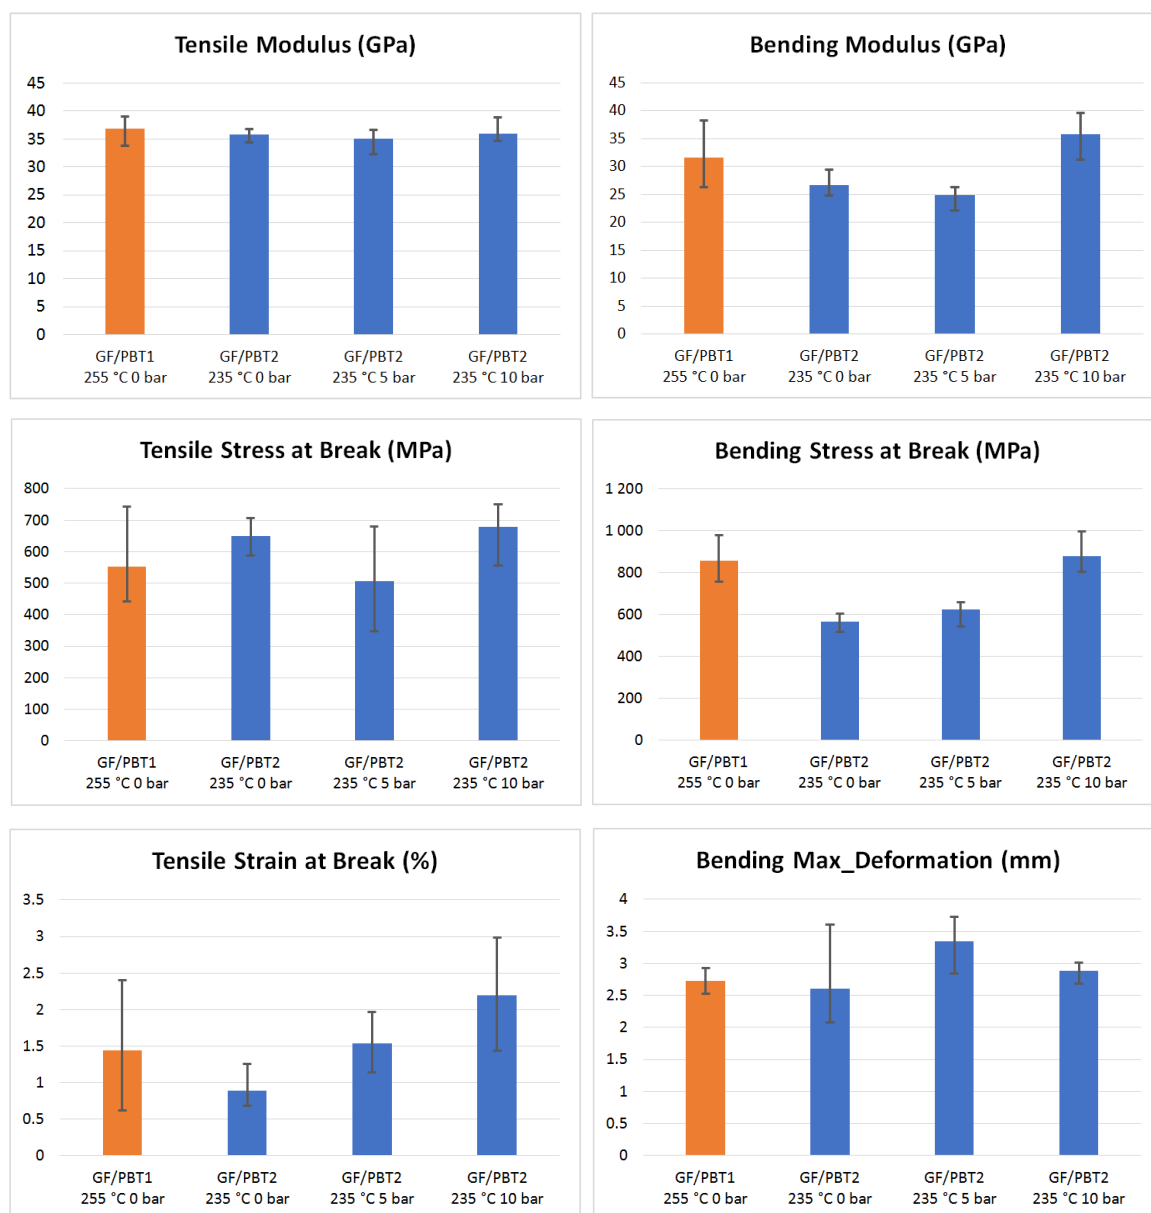 Tensile Modulus (GPa)
45
40
35
30
25
20
15
10
5
0
GF/PBT1 GF/PBT2 GF/PBT2 GF/PBT2
255 °C 0 bar 235 °C 0 bar 235 °C 5 bar 235 °C 10 bar
Bending Modulus (GPa)
45
40
35
30
25
20
15
10
5
0
GF/PBT1 GF/PBT2 GF/PBT2 GF/PBT2
255 °C 0 bar 235 °C 0 bar 235 °C 5 bar 235 °C 10 bar
Tensile Stress at Break (MPa)
800
700
600
500
400
300
200
100
0
GF/PBT1 GF/PBT2 GF/PBT2 GF/PBT2
255 °C 0 bar 235 °C 0 bar 235 °C 5 bar 235 °C 10 bar
Bending Stress at Break (MPa)
1 200
1 000
800
600
400
200
0
GF/PBT1 GF/PBT2 GF/PBT2 GF/PBT2
255 °C 0 bar 235 °C 0 bar 235 °C 5 bar 235 °C 10 bar
Tensile Strain at Break (%)
3.5
3
2.5
2
1.5
1
0.5
0
GF/PBT1 GF/PBT2 GF/PBT2 GF/PBT2
255 °C 0 bar 235 °C 0 bar 235 °C 5 bar 235 °C 10 bar
Bending Max_Deformation (mm)
4
3.5
3
2.5
2
1.5
1
0.5
0
GF/PBT1 GF/PBT2 GF/PBT2 GF/PBT2
255 °C 0 bar 235 °C 0 bar 235 °C 5 bar 235 °C 10 bar